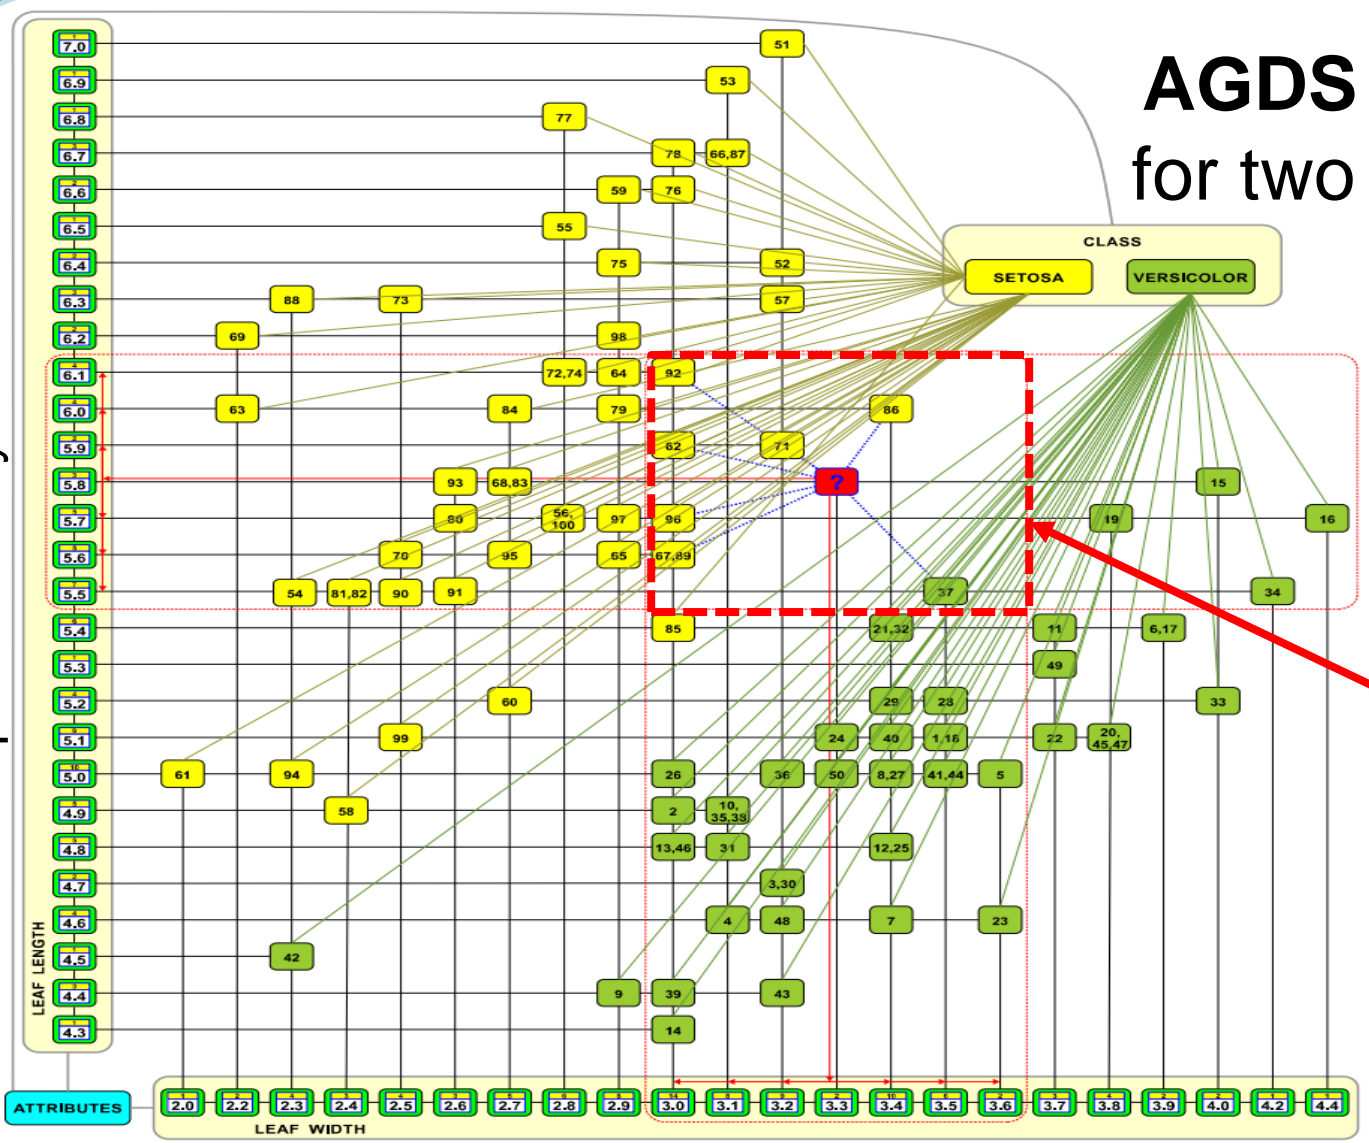 AGDS
for two
CLASS
SETOSA VERSICOLOR
7.0 51
6.9 53
6.8 77
6.7 78 66,87
6.6 59 76
6.5 55
6.4 75 52
6.3 88 73 57
6.2 69 98
6.1 72,74 64 92
6.0 63 84 79 86
5.9 62 71
5.8 93 68,83 ? 15
5.7 80 56, 100 97 96 19 16
5.6 70 95 65 67,89
5.5 54 81,82 90 91 37 34
5.4 85 21,32 11 6,17
5.3 49
5.2 60 29 28 33
5.1 99 24 40 1,18 22 20, 45,47
5.0 61 94 26 36 50 8,27 41,44 5
4.9 58 2 10, 35,38
4.8 13,46 31 12,25
4.7 3,30
4.6 4 48 7 23
4.5 42
4.4 9 39 43
4.3 14
LEAF LENGTH
ATTRIBUTES
2.0 2.2 2.3 2.4 2.5 2.6 2.7 2.8 2.9 3.0 3.1 3.2 3.3 3.4 3.5 3.6 3.7 3.8 3.9 4.0 4.2 4.4
LEAF WIDTH